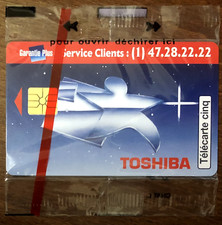 pour ouvrir déchirer ici
Garantie Plus
Service Clients : (1) 47.28.22.22
TOSHIBA
Télécarte cinq